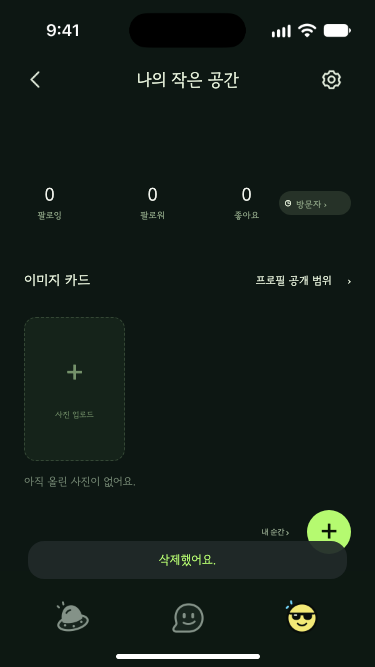 9:41
나의 작은 공간
0 0 0
팔로잉 팔로워 좋아요 방문자 ›
이미지 카드 프로필 공개 범위 ›
+
사진 업로드
아직 올린 사진이 없어요.
내 순간 › +
삭제했어요.